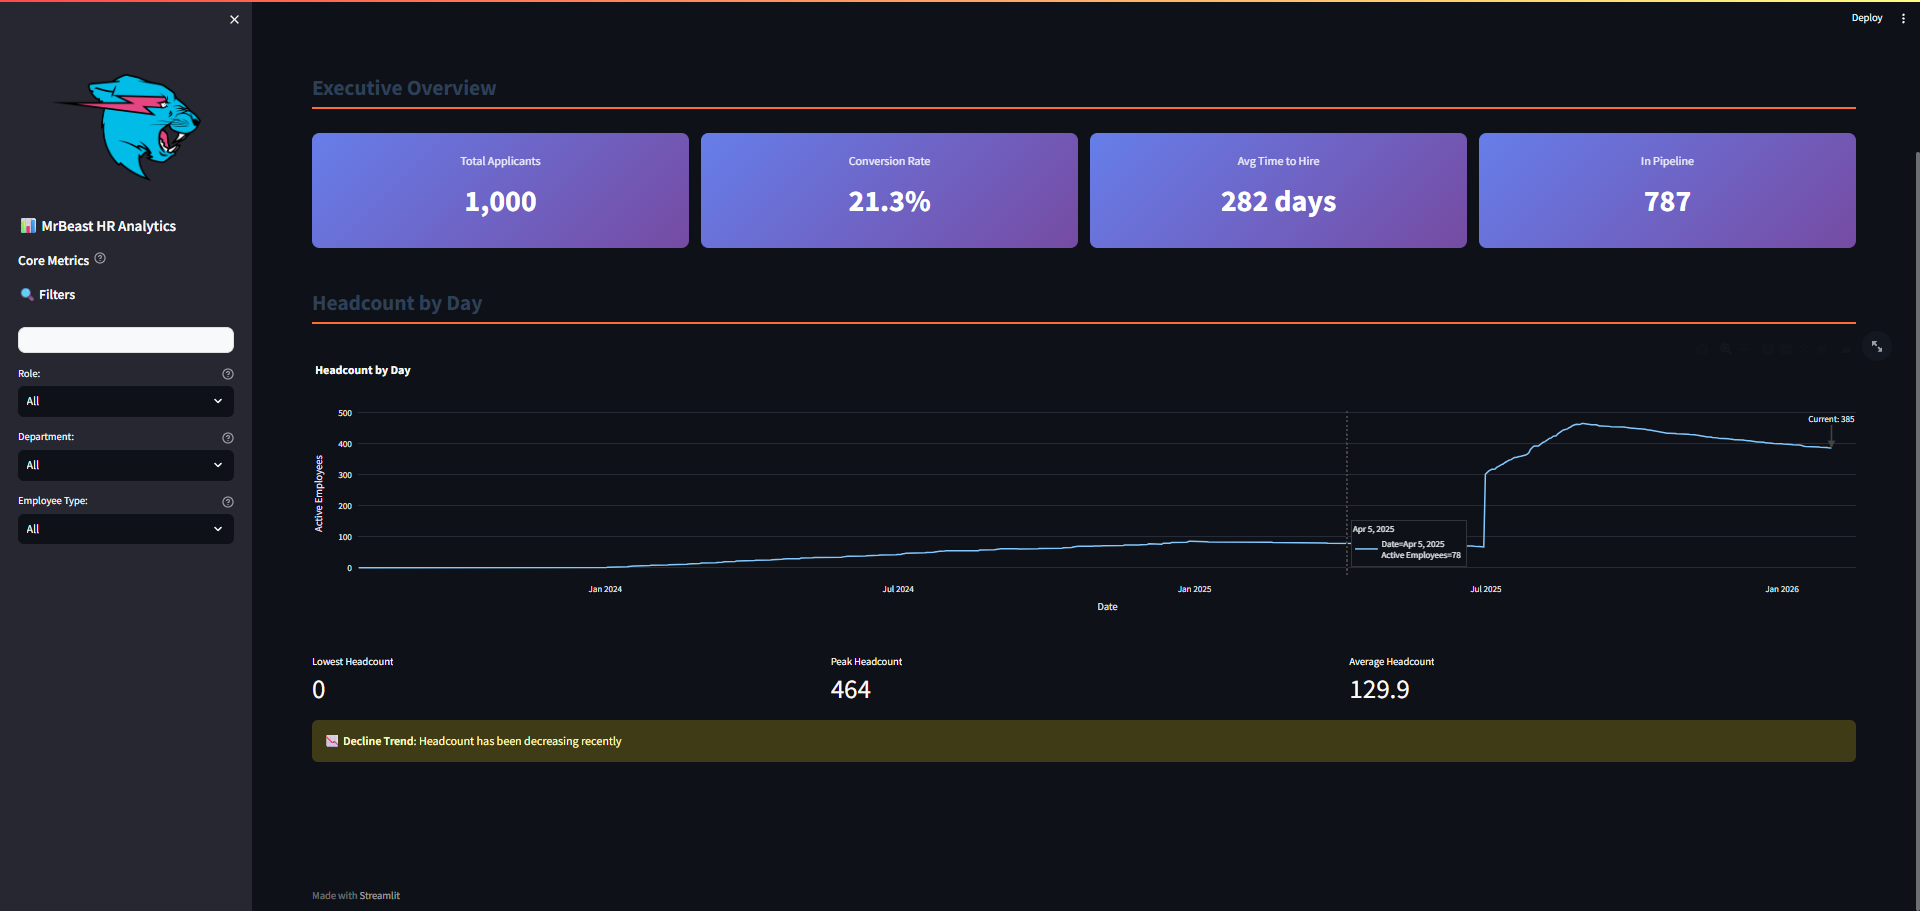 Deploy
MrBeast HR Analytics
Core Metrics
Filters
Role:
All
Department:
All
Employee Type:
All
Executive Overview
Total Applicants
1,000
Conversion Rate
21.3%
Avg Time to Hire
282 days
In Pipeline
787
Headcount by Day
Headcount by Day
Active Employees
500
400
300
200
100
0
Current: 385
Apr 5, 2025
Date=Apr 5, 2025
Active Employees=78
Jan 2024
Jul 2024
Jan 2025
Jul 2025
Jan 2026
Date
Lowest Headcount
0
Peak Headcount
464
Average Headcount
129.9
Decline Trend: Headcount has been decreasing recently
Made with Streamlit